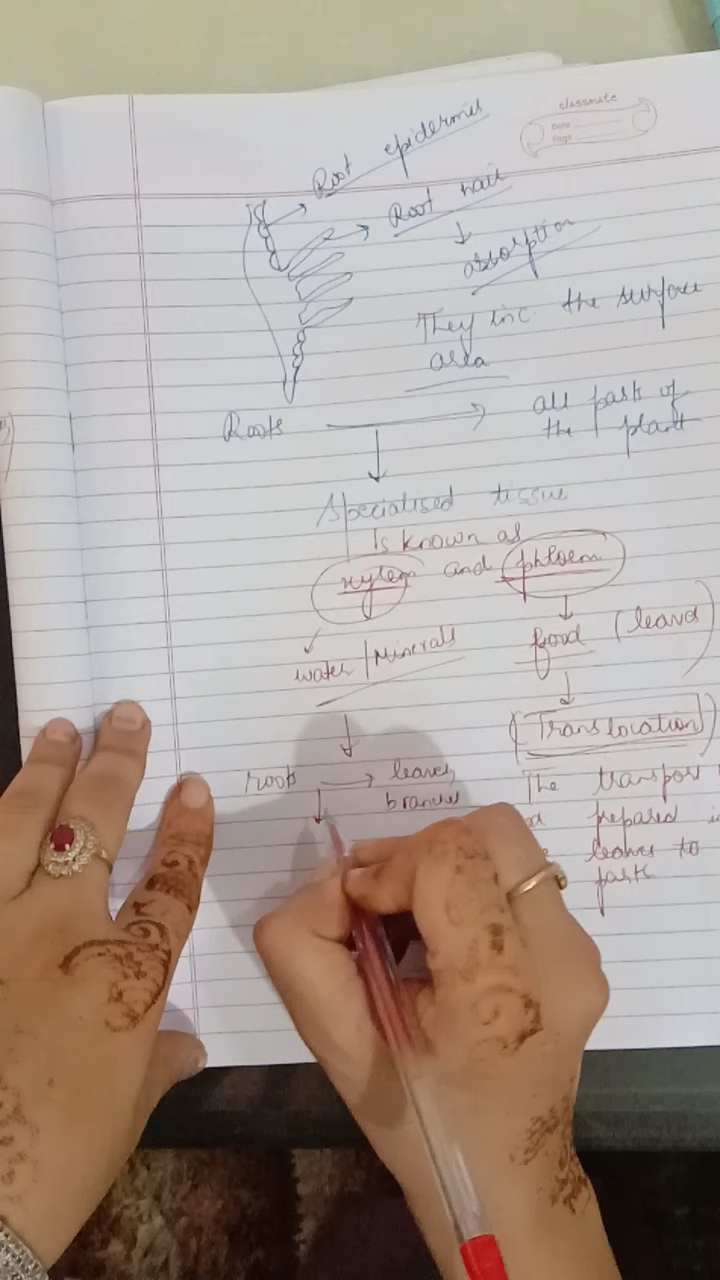 classmate
Date
Page
Root epidermis
Root hair
absorption
They inc. the surface
area
Roots → all parts of
the plant
Specialised tissue
is known as
xylem and phloem
water/Minerals
food (leaves)
(Translocation)
roots → leaves,
branches
The transport
prepared
leaves to
parts